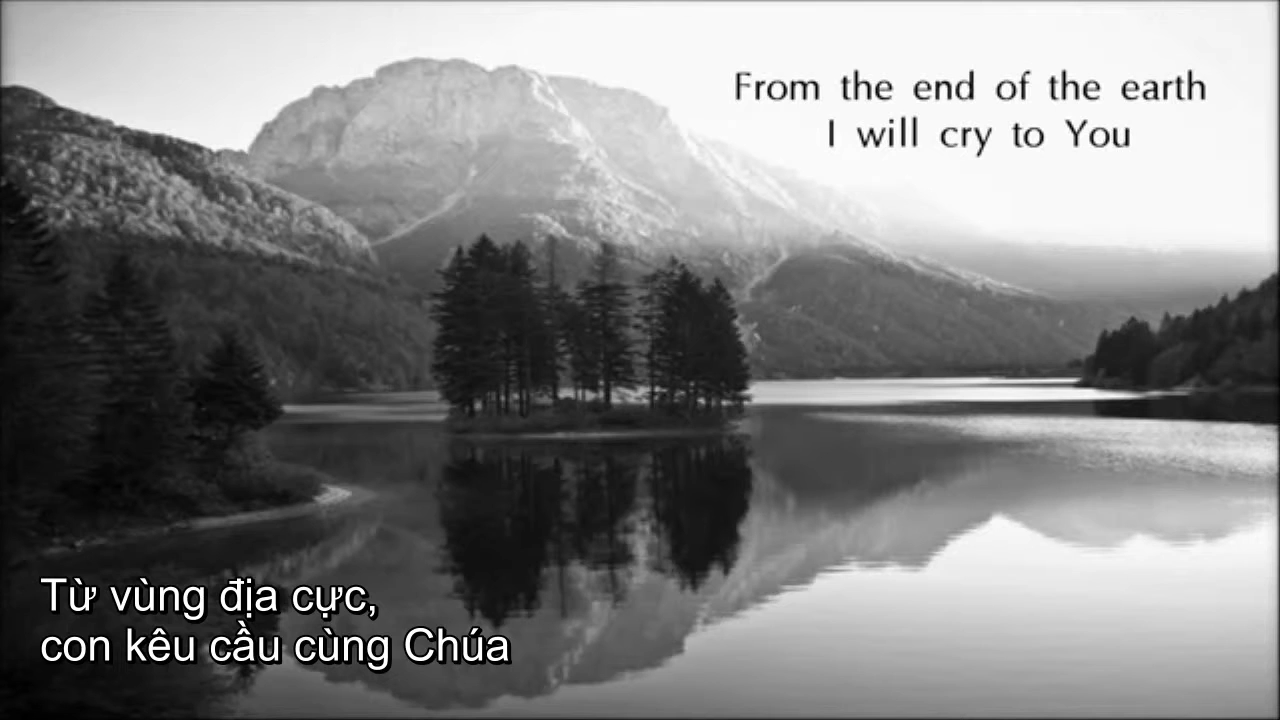 From the end of the earth
I will cry to You
Từ vùng địa cực,
con kêu cầu cùng Chúa